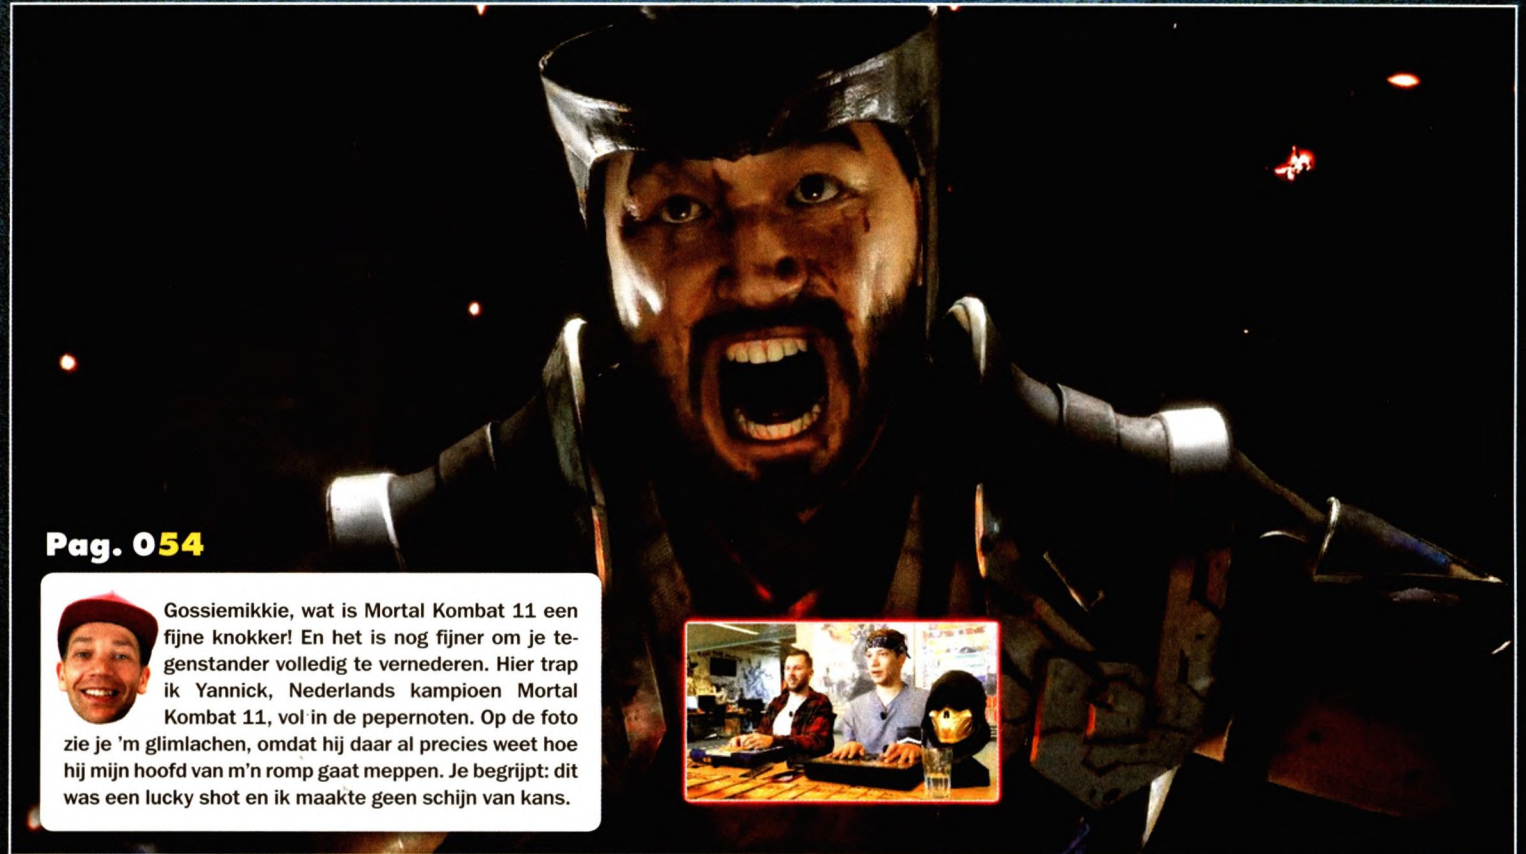 Pag. 054
Gossiemikkie, wat is Mortal Kombat 11 een
fijne knokker! En het is nog fijner om je te-
genstander volledig te vernederen. Hier trap
ik Yannick, Nederlands kampioen Mortal
Kombat 11, vol in de pepernoten. Op de foto
zie je 'm glimlachen, omdat hij daar al precies weet hoe
hij mijn hoofd van m'n romp gaat meppen. Je begrijpt: dit
was een lucky shot en ik maakte geen schijn van kans.